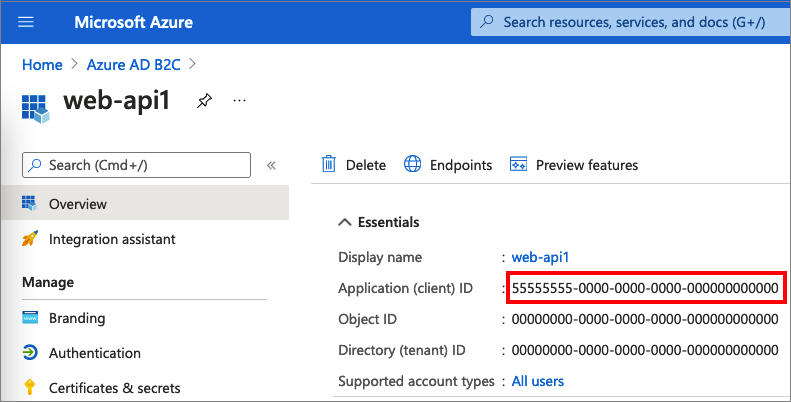 Microsoft Azure
Search resources, services, and docs (G+/)
Home > Azure AD B2C >
web-api1
...
Search (Cmd+/)
«
Delete
Endpoints
Preview features
Overview
Integration assistant
Manage
Branding
Authentication
Certificates & secrets
Essentials
Display name : web-api1
Application (client) ID : 55555555-0000-0000-0000-000000000000
Object ID : 00000000-0000-0000-0000-000000000000
Directory (tenant) ID : 00000000-0000-0000-0000-000000000000
Supported account types : All users